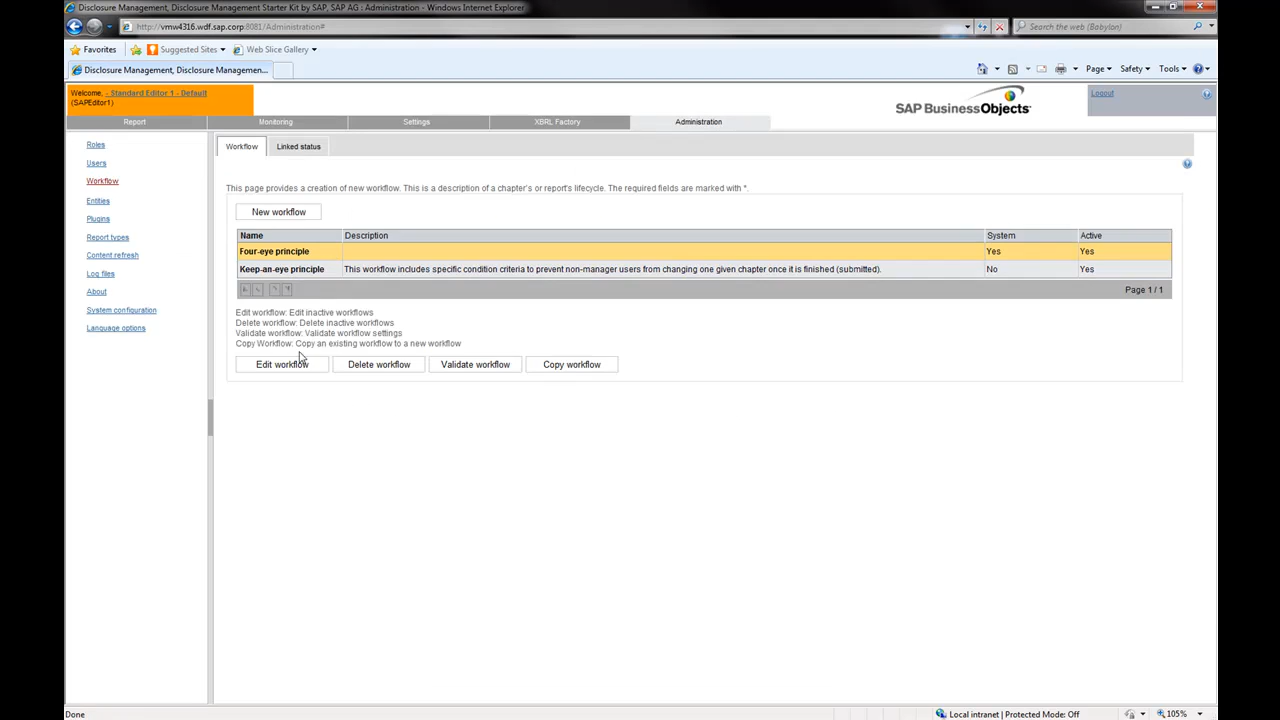 Disclosure Management, Disclosure Management Starter Kit by SAP, SAP AG : Administration - Windows Internet Explorer
http://vmw4316.wdf.sap.corp:8081/Administration#
Search the web (Babylon)
Favorites
Suggested Sites
Web Slice Gallery
Disclosure Management, Disclosure Managemen...
Page
Safety
Tools
Welcome, - Standard Editor 1 - Default
(SAPEditor1)
SAP BusinessObjects
Logout
Report
Monitoring
Settings
XBRL Factory
Administration
Roles
Users
Workflow
Entities
Plugins
Report types
Content refresh
Log files
About
System configuration
Language options
Workflow
Linked status
This page provides a creation of new workflow. This is a description of a chapter's or report's lifecycle. The required fields are marked with *.
New workflow
Name Description System Active
Four-eye principle Yes Yes
Keep-an-eye principle This workflow includes specific condition criteria to prevent non-manager users from changing one given chapter once it is finished (submitted). No Yes
Page 1 / 1
Edit workflow: Edit inactive workflows
Delete workflow: Delete inactive workflows
Validate workflow: Validate workflow settings
Copy Workflow: Copy an existing workflow to a new workflow
Edit workflow
Delete workflow
Validate workflow
Copy workflow
Done
Local intranet | Protected Mode: Off
105%